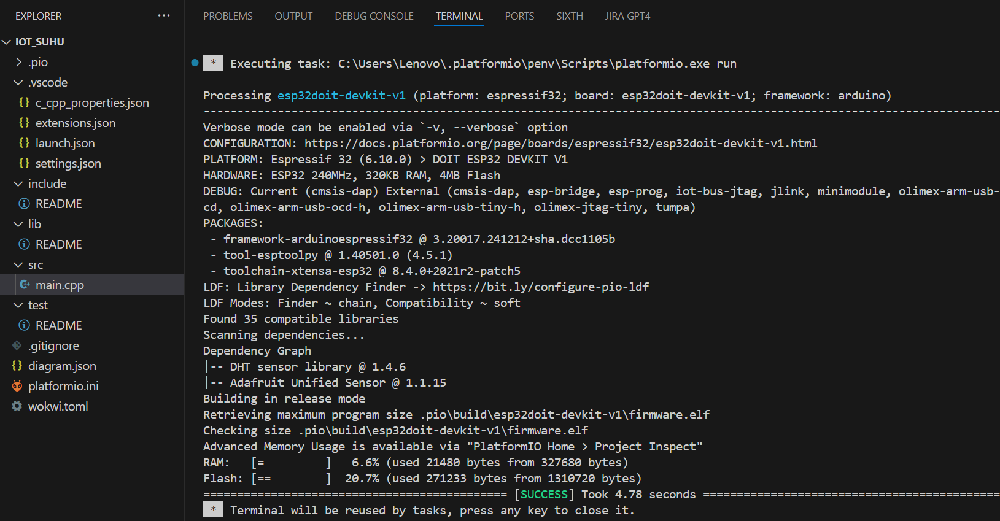 EXPLORER
···
IOT_SUHU
.pio
.vscode
{} c_cpp_properties.json
{} extensions.json
{} launch.json
{} settings.json
include
README
lib
README
src
main.cpp
test
README
.gitignore
{} diagram.json
platformio.ini
wokwi.toml
PROBLEMS OUTPUT DEBUG CONSOLE TERMINAL PORTS SIXTH JIRA GPT4
* Executing task: C:\Users\Lenovo\.platformio\penv\Scripts\platformio.exe run
Processing esp32doit-devkit-v1 (platform: espressif32; board: esp32doit-devkit-v1; framework: arduino)
--------------------------------------------------------------------------------------------------------------------
Verbose mode can be enabled via `-v, --verbose` option
CONFIGURATION: https://docs.platformio.org/page/boards/espressif32/esp32doit-devkit-v1.html
PLATFORM: Espressif 32 (6.10.0) > DOIT ESP32 DEVKIT V1
HARDWARE: ESP32 240MHz, 320KB RAM, 4MB Flash
DEBUG: Current (cmsis-dap) External (cmsis-dap, esp-bridge, esp-prog, iot-bus-jtag, jlink, minimodule, olimex-arm-usb-
cd, olimex-arm-usb-ocd-h, olimex-arm-usb-tiny-h, olimex-jtag-tiny, tumpa)
PACKAGES:
- framework-arduinoespressif32 @ 3.20017.241212+sha.dcc1105b
- tool-esptoolpy @ 1.40501.0 (4.5.1)
- toolchain-xtensa-esp32 @ 8.4.0+2021r2-patch5
LDF: Library Dependency Finder -> https://bit.ly/configure-pio-ldf
LDF Modes: Finder ~ chain, Compatibility ~ soft
Found 35 compatible libraries
Scanning dependencies...
Dependency Graph
|-- DHT sensor library @ 1.4.6
|-- Adafruit Unified Sensor @ 1.1.15
Building in release mode
Retrieving maximum program size .pio\build\esp32doit-devkit-v1\firmware.elf
Checking size .pio\build\esp32doit-devkit-v1\firmware.elf
Advanced Memory Usage is available via "PlatformIO Home > Project Inspect"
RAM: [= ] 6.6% (used 21480 bytes from 327680 bytes)
Flash: [== ] 20.7% (used 271233 bytes from 1310720 bytes)
============================================= [SUCCESS] Took 4.78 seconds ============================================
* Terminal will be reused by tasks, press any key to close it.